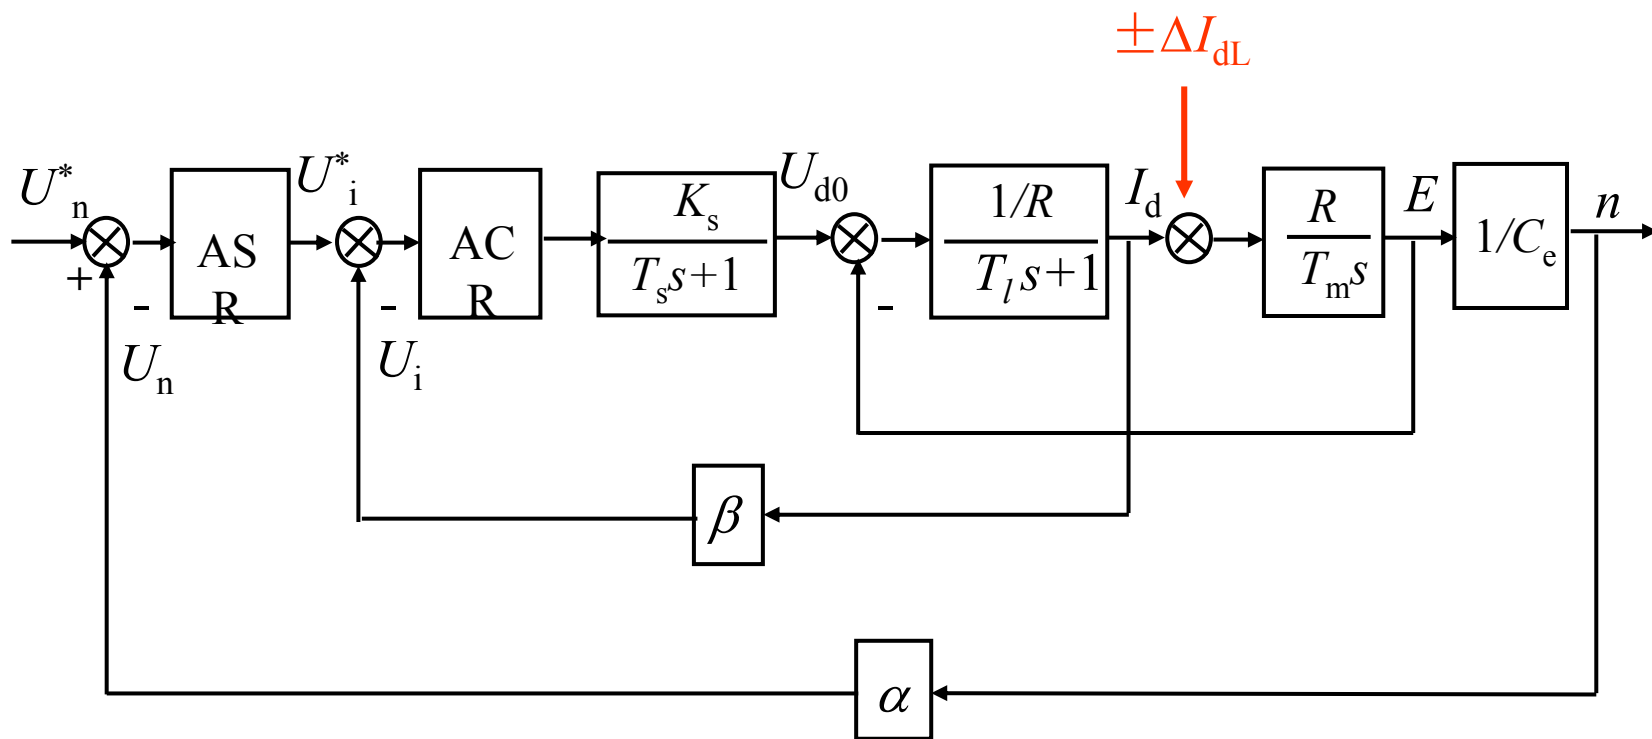 ±ΔI_dL
U*_n
+
-
U_n
AS
R
U*_i
-
U_i
AC
R
K_s
T_s s+1
U_d0
-
1/R
T_l s+1
I_d
R
T_m s
E
1/C_e
n
β
α